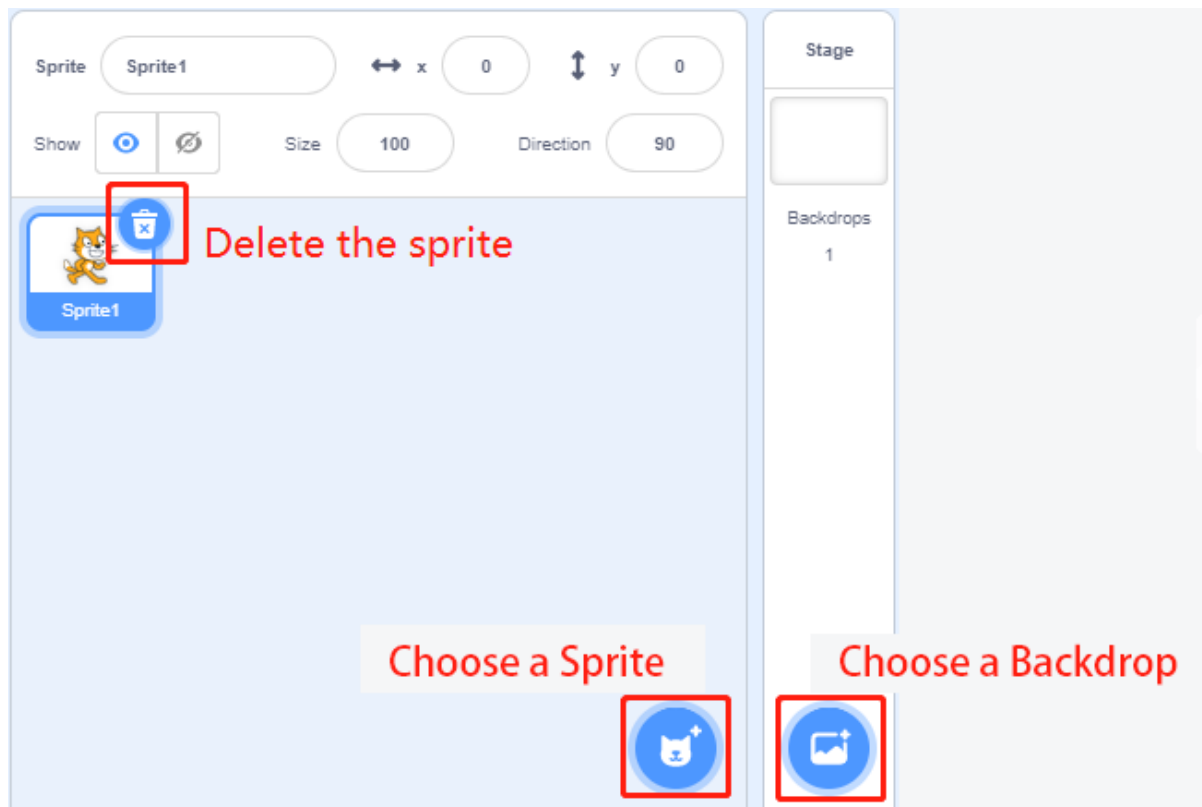 Sprite Sprite1 x 0 y 0
Show Size 100 Direction 90
Delete the sprite
Sprite1
Choose a Sprite
Stage
Backdrops
1
Choose a Backdrop